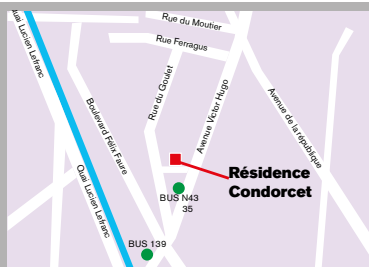 Rue du Moutier
Quai Lucien Lefranc
Rue Ferragus
Rue du Goulet
Boulevard Félix Faure
Avenue Victor Hugo
Avenue de la république
Résidence
Condorcet
Quai Lucien Lefranc
BUS N43
35
BUS 139